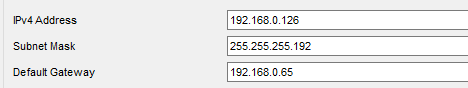 IPv4 Address 192.168.0.126
Subnet Mask 255.255.255.192
Default Gateway 192.168.0.65